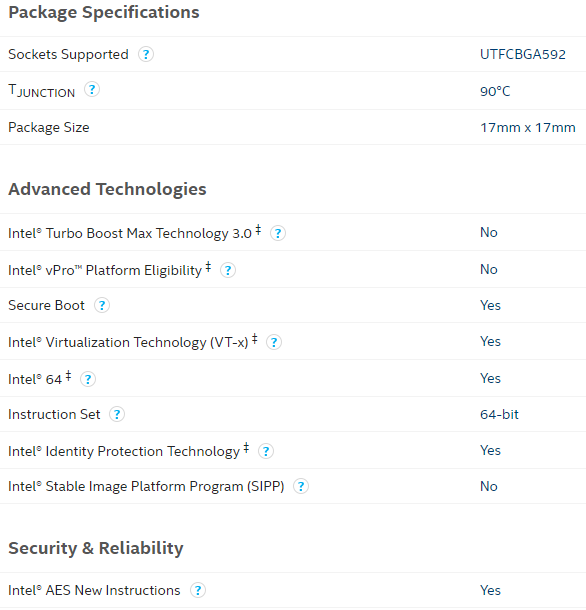 Package Specifications
Sockets Supported ? UTFCBGA592
TJUNCTION ? 90°C
Package Size 17mm x 17mm
Advanced Technologies
Intel® Turbo Boost Max Technology 3.0 ‡ ? No
Intel® vPro™ Platform Eligibility ‡ ? No
Secure Boot ? Yes
Intel® Virtualization Technology (VT-x) ‡ ? Yes
Intel® 64 ‡ ? Yes
Instruction Set ? 64-bit
Intel® Identity Protection Technology ‡ ? Yes
Intel® Stable Image Platform Program (SIPP) ? No
Security & Reliability
Intel® AES New Instructions ? Yes